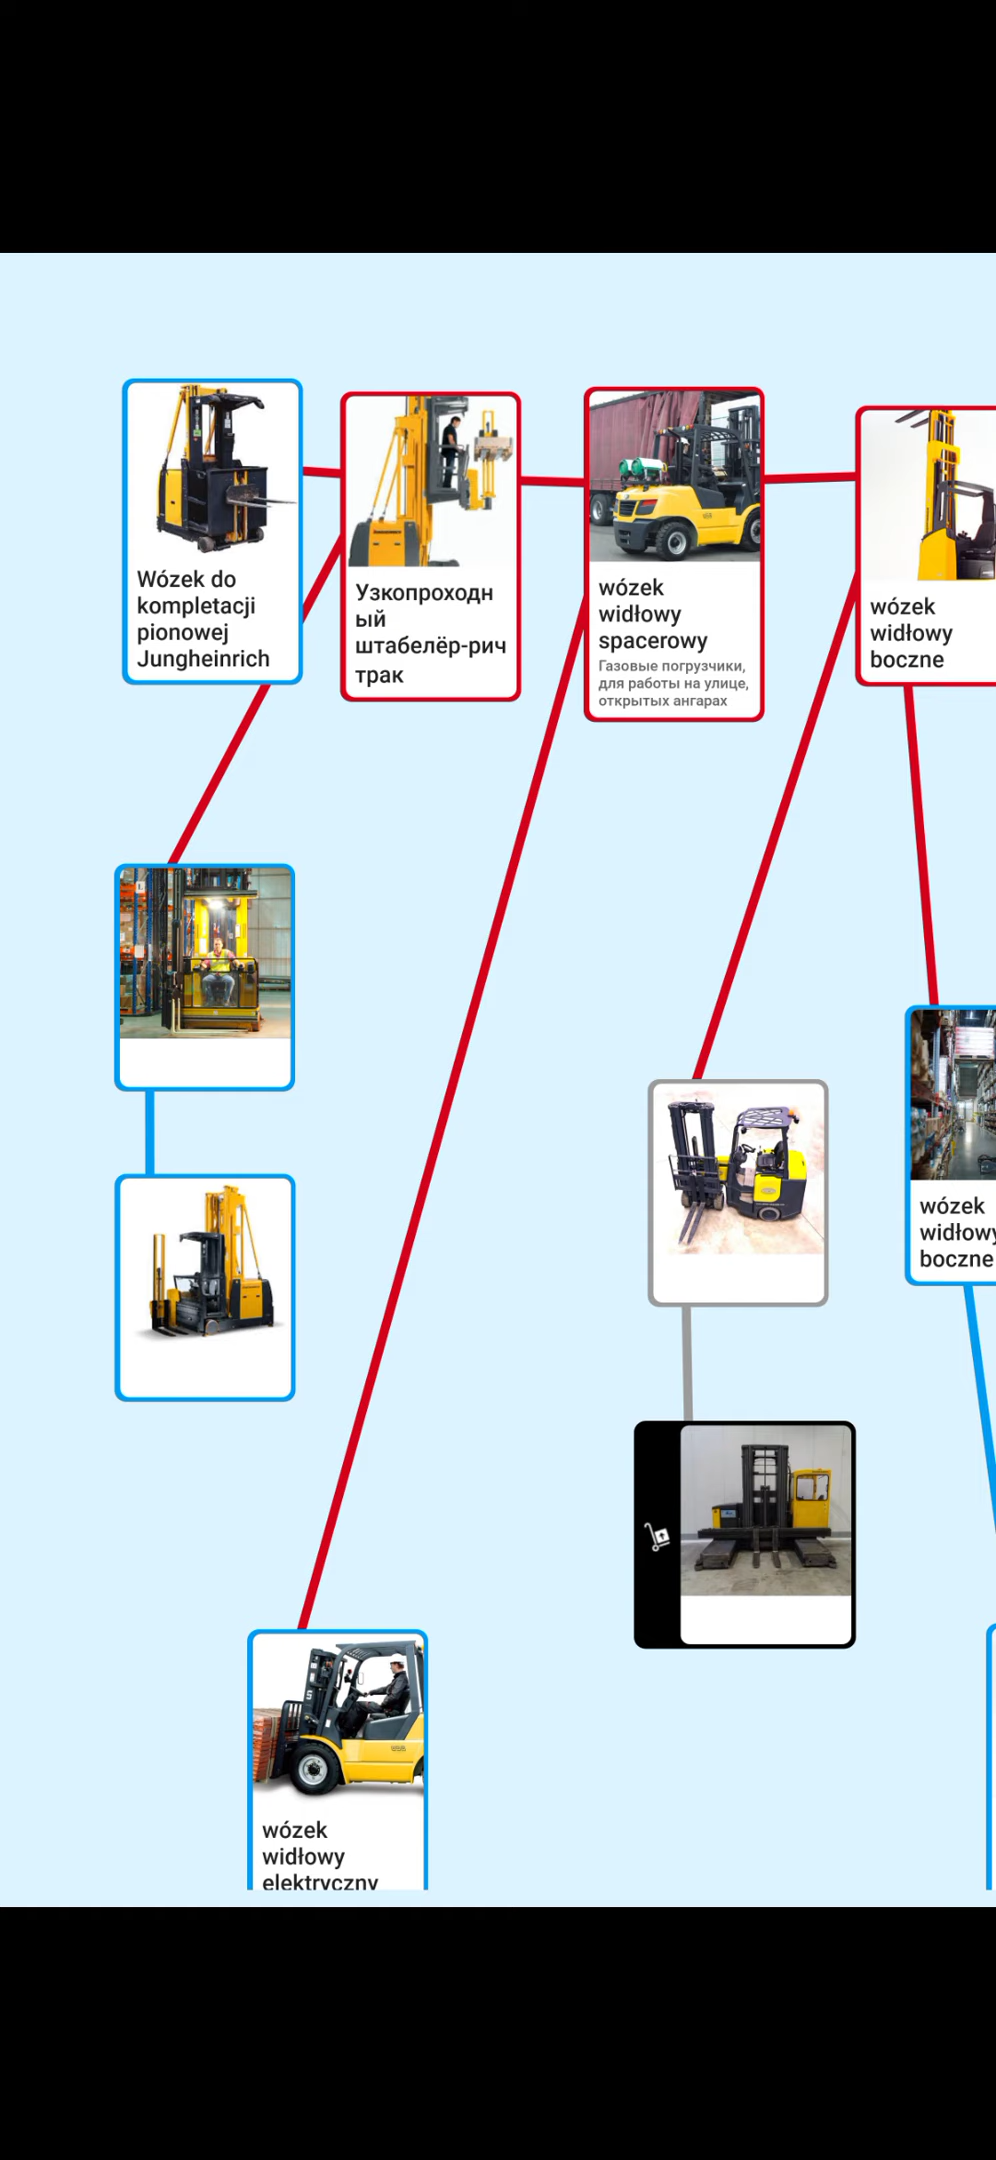 Wózek do
kompletacji
pionowej
Jungheinrich
Узкопроходн
ый
штабелёр-рич
трак
wózek
widłowy
spacerowy
Газовые погрузчики,
для работы на улице,
открытых ангарах
wózek
widłowy
boczne
wózek
widłowy
boczne
wózek
widłowy
elektryczny